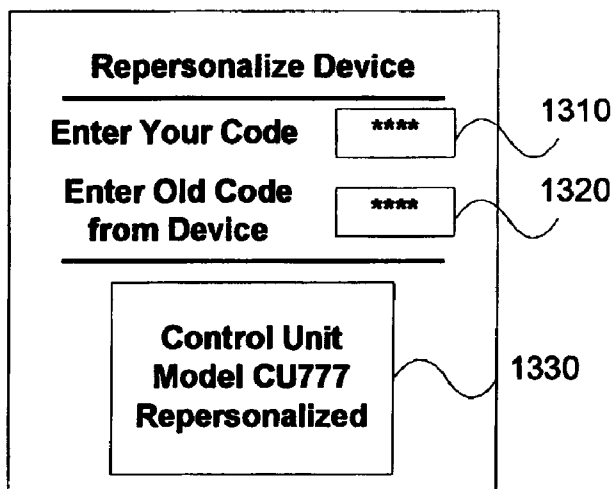 Repersonalize Device
Enter Your Code **** 1310
Enter Old Code
from Device **** 1320
Control Unit
Model CU777
Repersonalized
1330